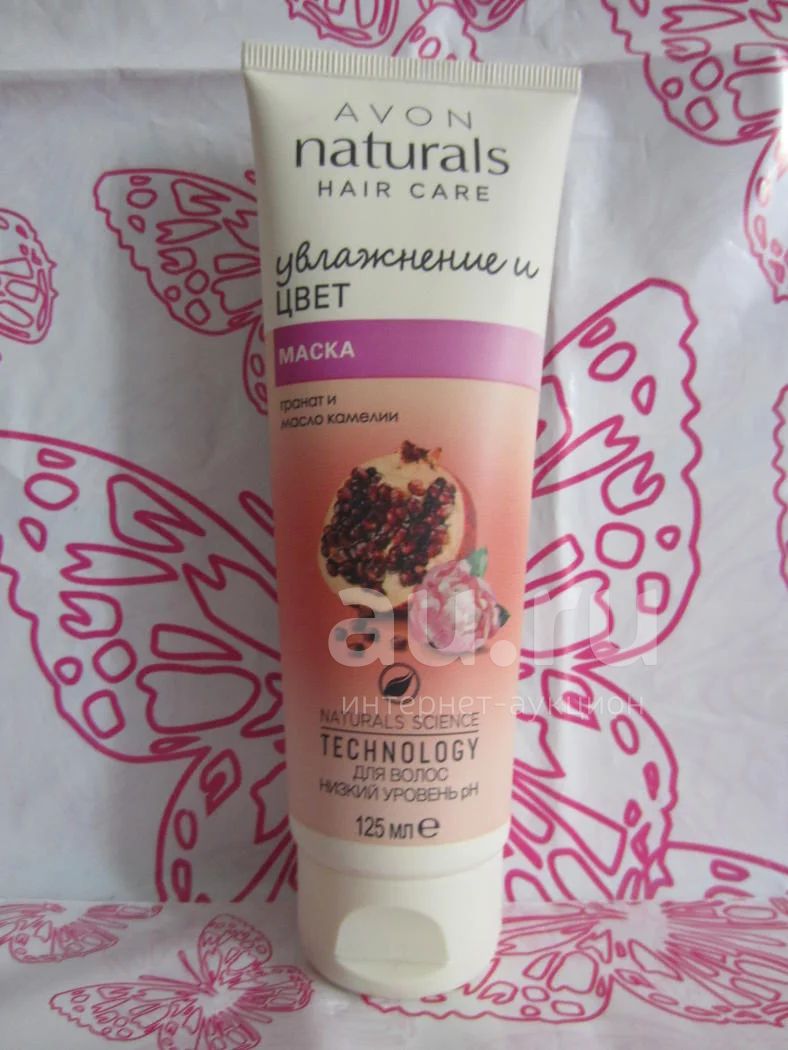 AVON
naturals
HAIR CARE
увлажнение и
ЦВЕТ
МАСКА
гранат и
масло камелии
au.ru
интернет-аукцион
NATURALS SCIENCE
TECHNOLOGY
ДЛЯ ВОЛОС
НИЗКИЙ УРОВЕНЬ pH
125 мл e